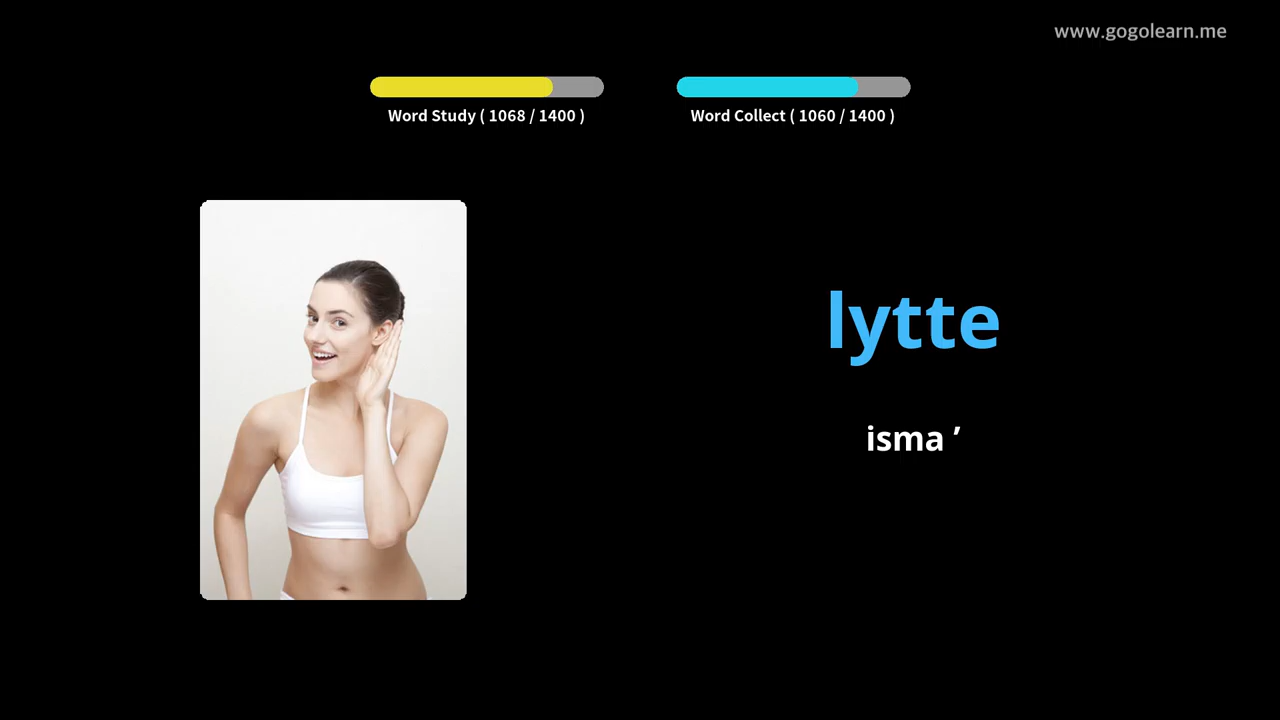 www.gogolearn.me
Word Study ( 1068 / 1400 )
Word Collect ( 1060 / 1400 )
lytte
isma ’